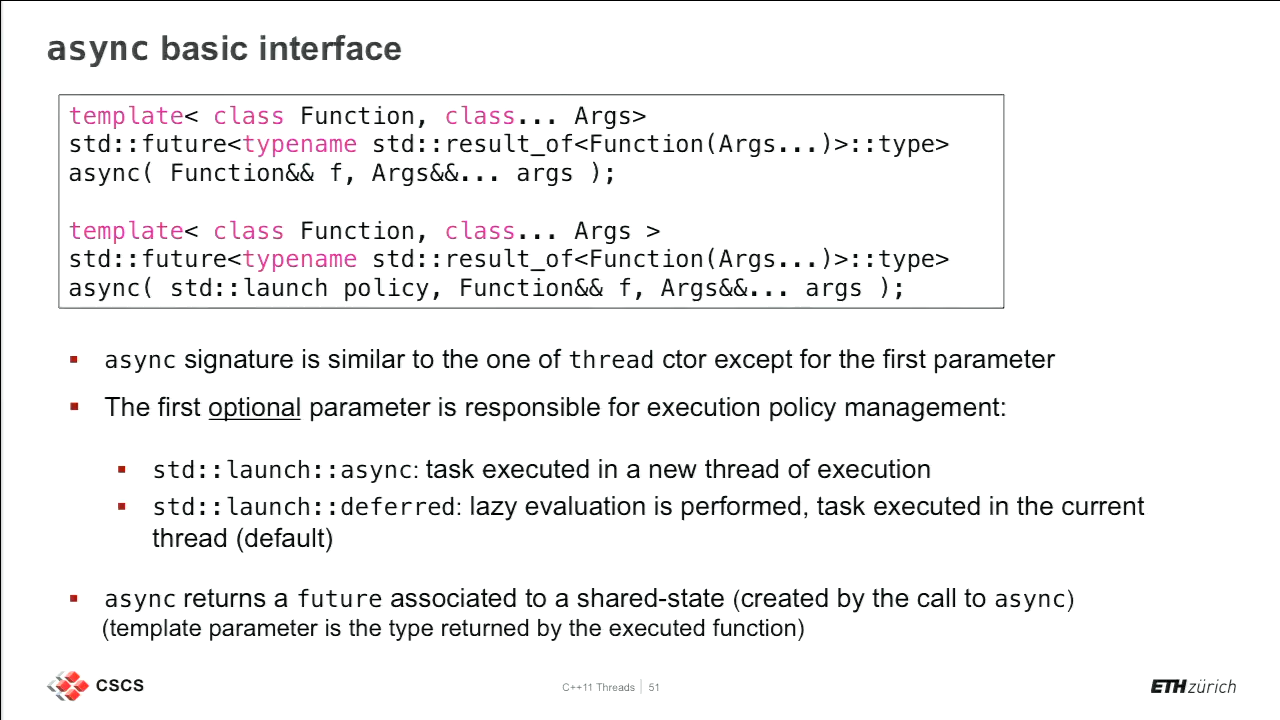 async basic interface
template< class Function, class... Args>
std::future<typename std::result_of<Function(Args...)>::type>
async( Function&& f, Args&&... args );
template< class Function, class... Args >
std::future<typename std::result_of<Function(Args...)>::type>
async( std::launch policy, Function&& f, Args&&... args );
▪ async signature is similar to the one of thread ctor except for the first parameter
▪ The first optional parameter is responsible for execution policy management:
▪ std::launch::async: task executed in a new thread of execution
▪ std::launch::deferred: lazy evaluation is performed, task executed in the current
thread (default)
▪ async returns a future associated to a shared-state (created by the call to async)
(template parameter is the type returned by the executed function)
CSCS
C++11 Threads | 51
ETH zürich